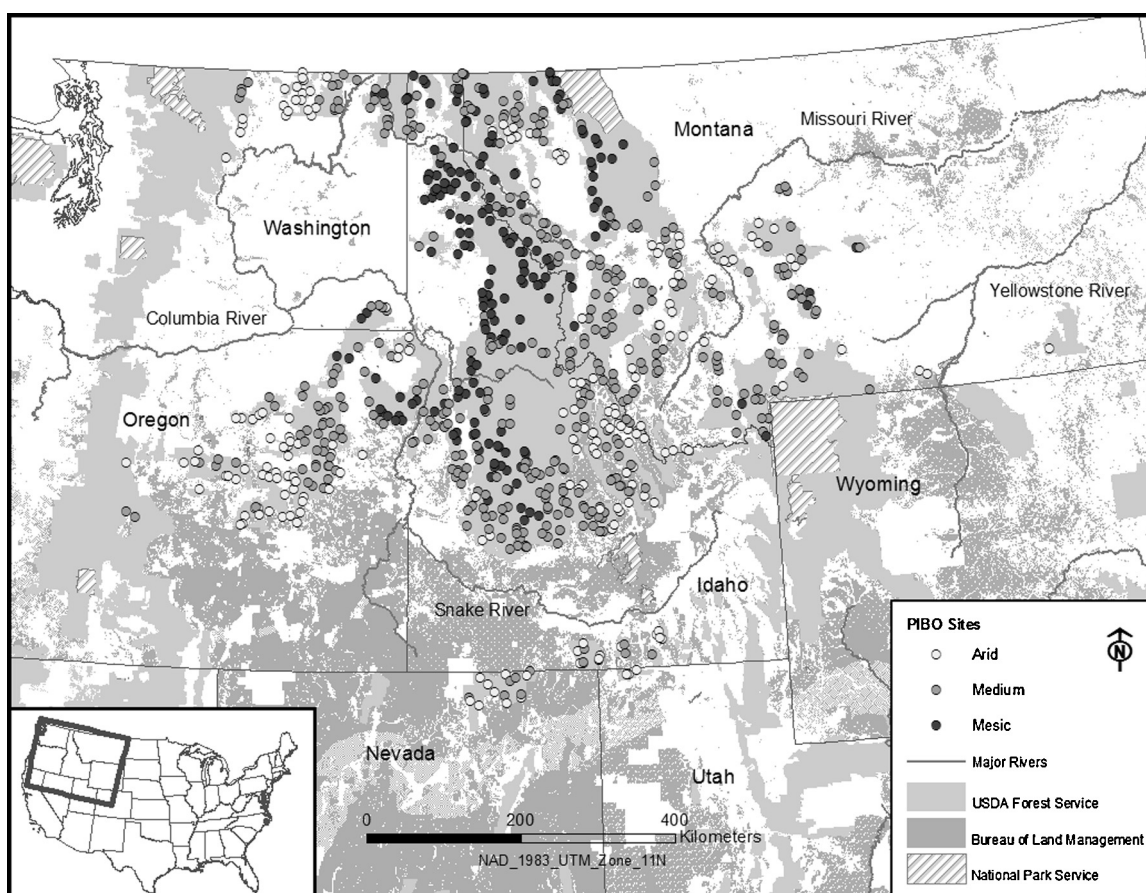 Montana
Missouri River
Washington
Columbia River
Yellowstone River
Oregon
Wyoming
Idaho
Snake River
Nevada
Utah
0 200 400
Kilometers
NAD_1983_UTM_Zone_11N
PIBO Sites
N
Arid
Medium
Mesic
Major Rivers
USDA Forest Service
Bureau of Land Management
National Park Service